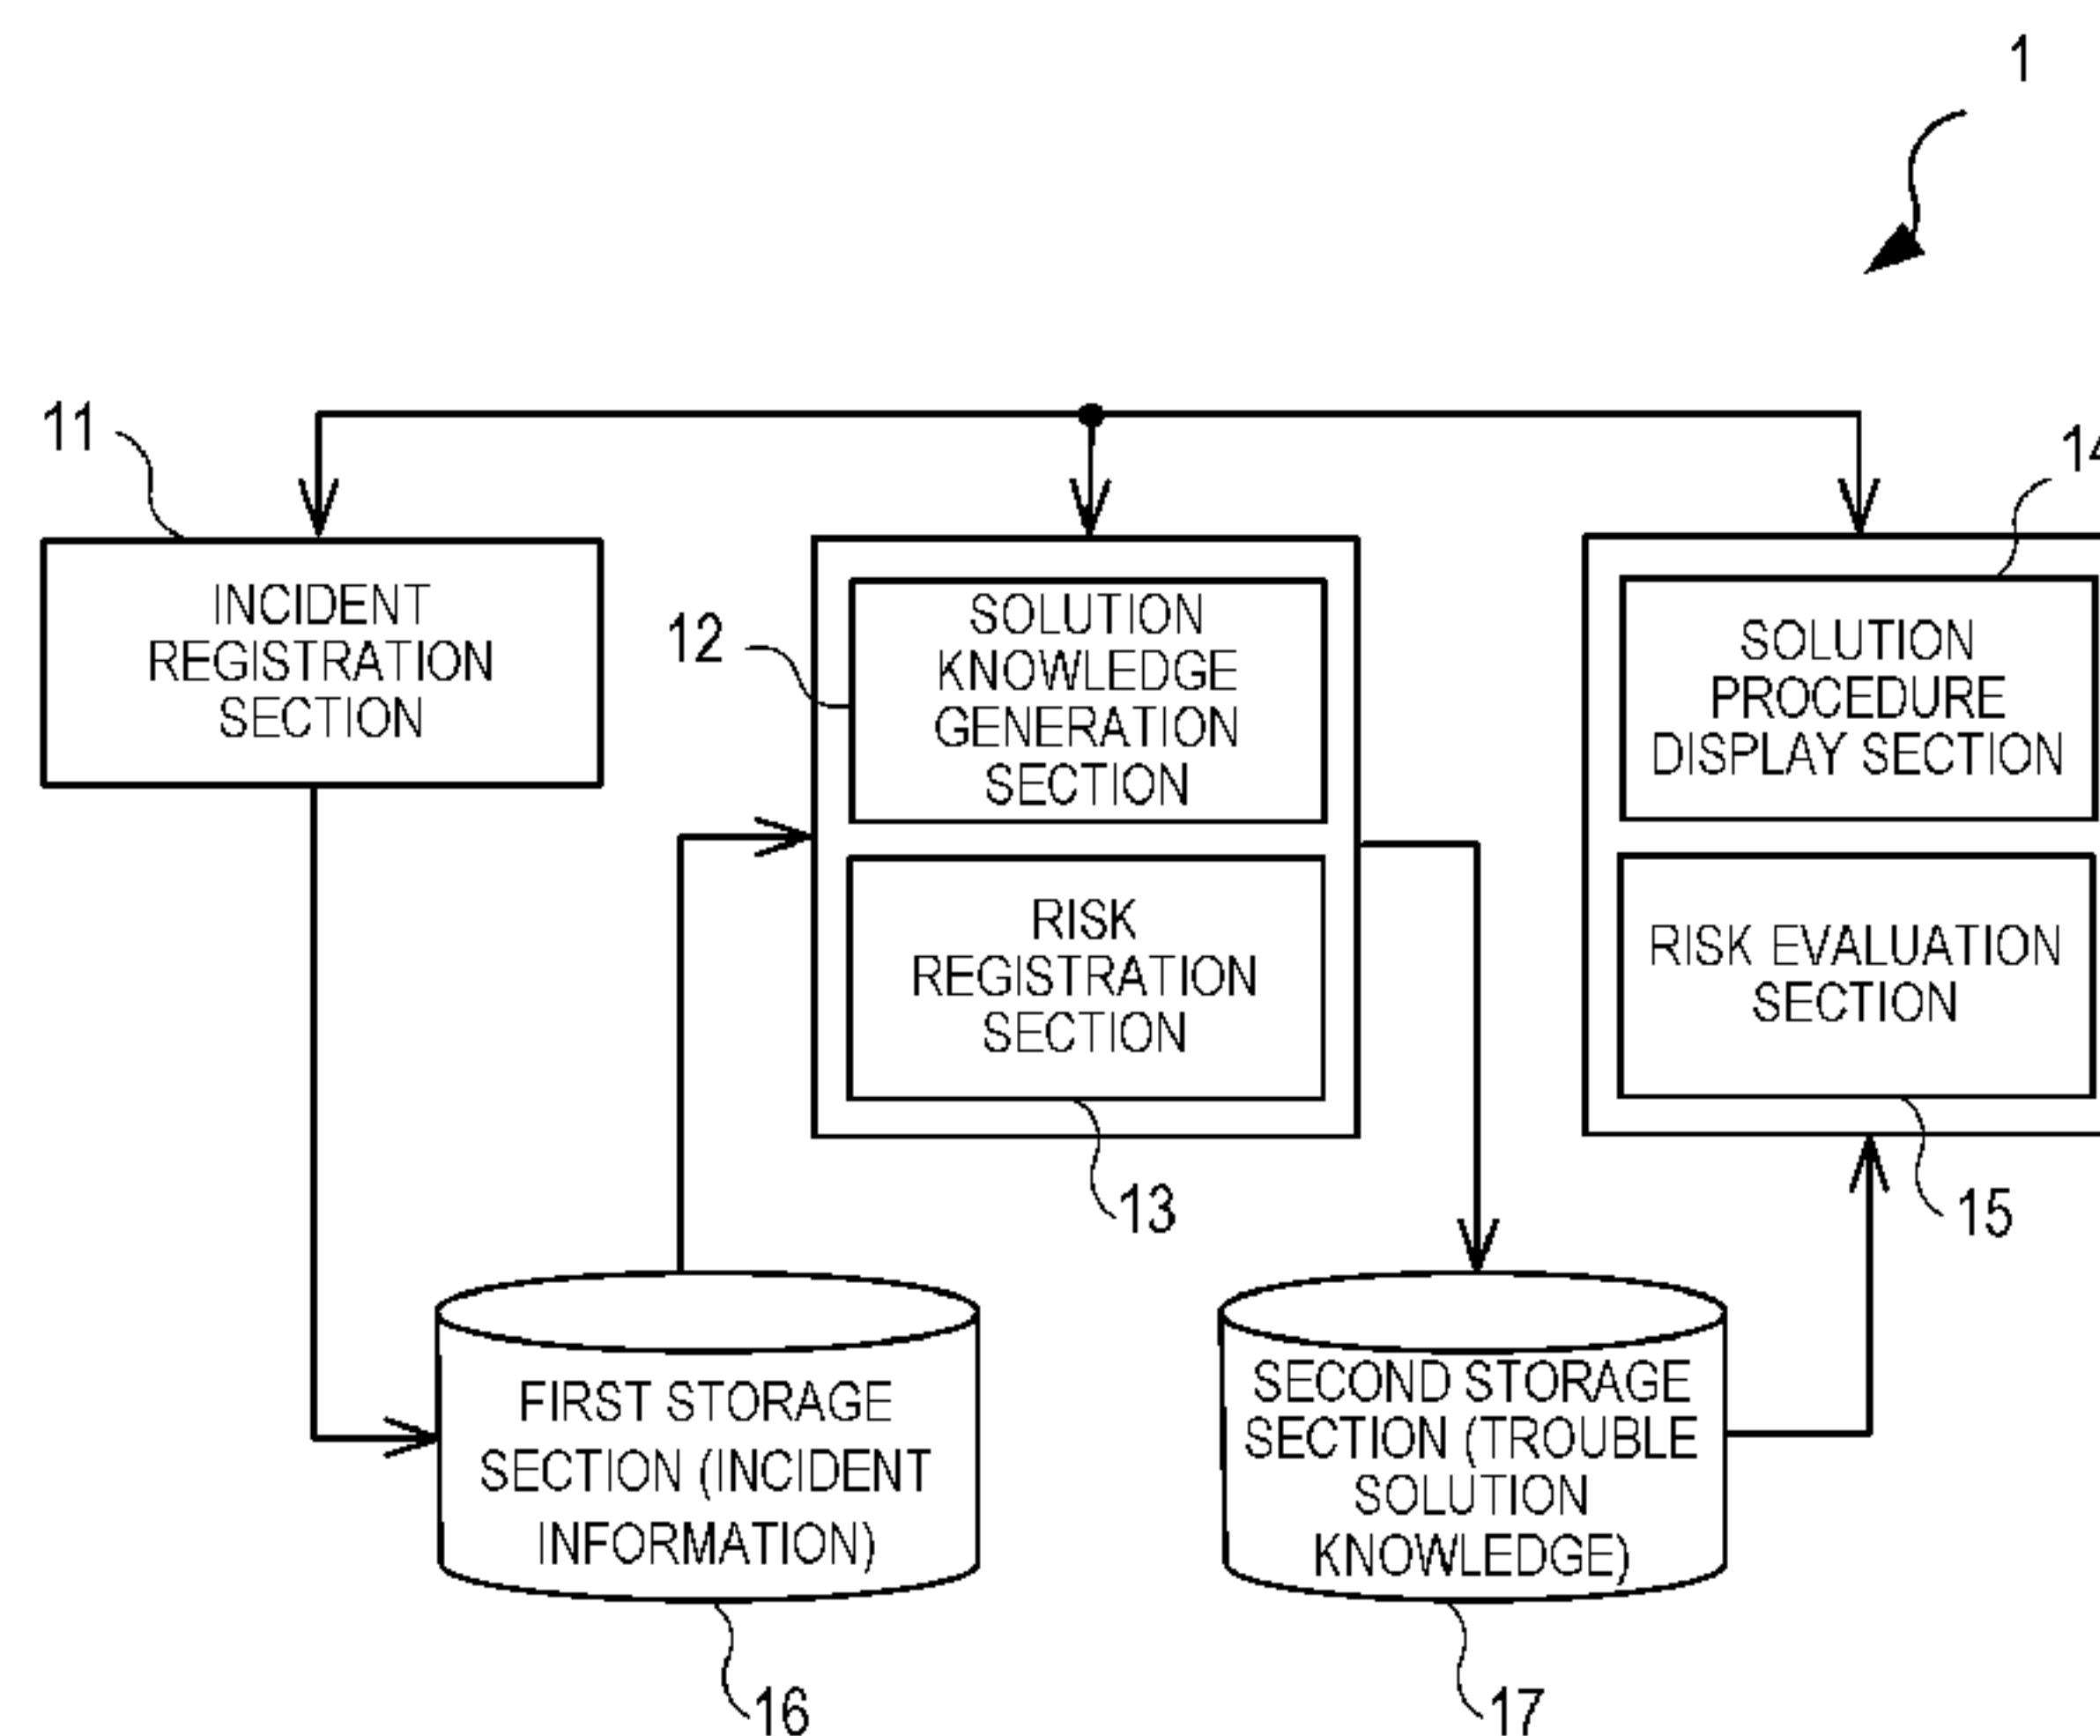 1
11
INCIDENT
REGISTRATION
SECTION
12
SOLUTION
KNOWLEDGE
GENERATION
SECTION
RISK
REGISTRATION
SECTION
13
14
SOLUTION
PROCEDURE
DISPLAY SECTION
RISK EVALUATION
SECTION
15
FIRST STORAGE
SECTION (INCIDENT
INFORMATION)
16
SECOND STORAGE
SECTION (TROUBLE
SOLUTION
KNOWLEDGE)
17